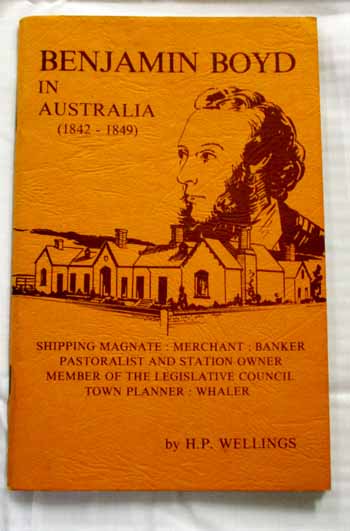 BENJAMIN BOYD
IN
AUSTRALIA
(1842 - 1849)
SHIPPING MAGNATE : MERCHANT : BANKER
PASTORALIST AND STATION OWNER
MEMBER OF THE LEGISLATIVE COUNCIL
TOWN PLANNER : WHALER
by H.P. WELLINGS